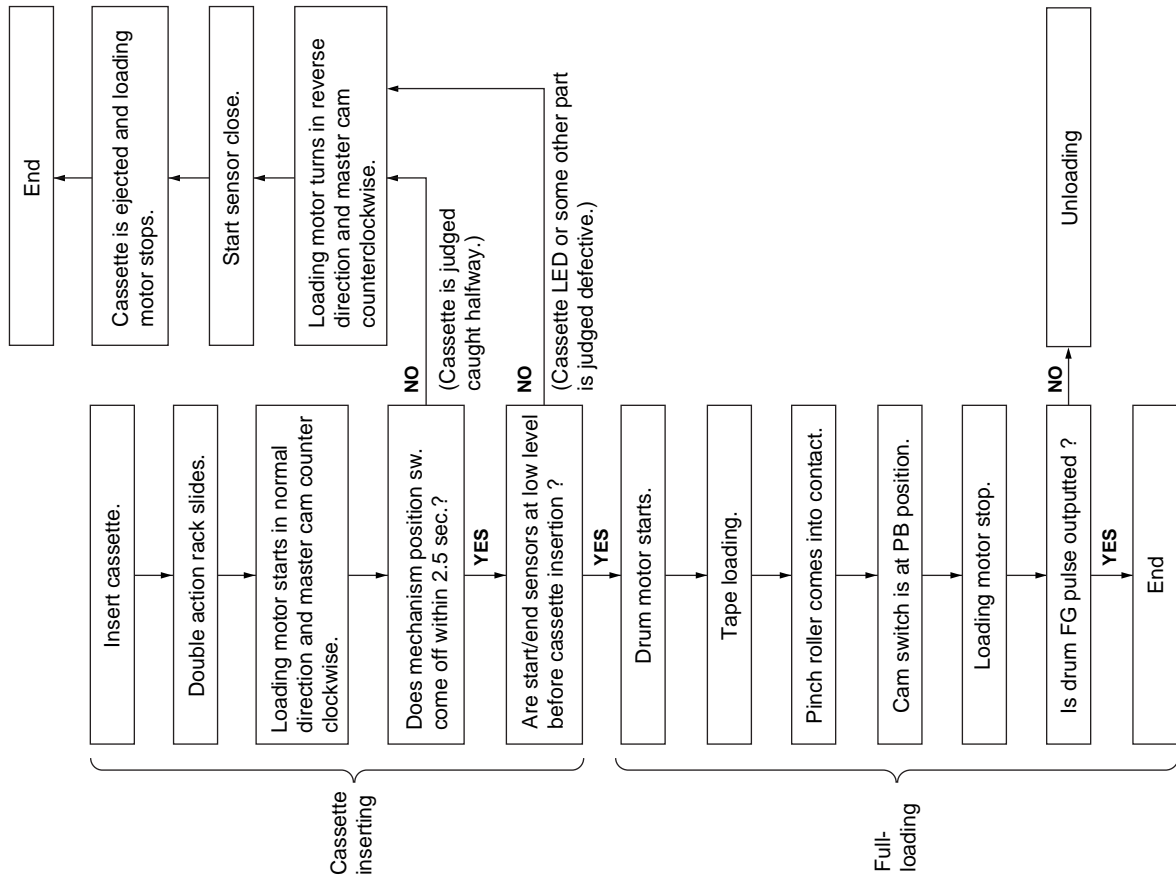 Cassette
inserting
Insert cassette.
Double action rack slides.
Loading motor starts in normal
direction and master cam counter
clockwise.
Does mechanism position sw.
come off within 2.5 sec.?
NO
(Cassette is judged
caught halfway.)
YES
Are start/end sensors at low level
before cassette insertion ?
NO
(Cassette LED or some other part
is judged defective.)
YES
End
Cassette is ejected and loading
motor stops.
Start sensor close.
Loading motor turns in reverse
direction and master cam
counterclockwise.
Full-
loading
Drum motor starts.
Tape loading.
Pinch roller comes into contact.
Cam switch is at PB position.
Loading motor stop.
Is drum FG pulse outputted ?
NO
Unloading
YES
End